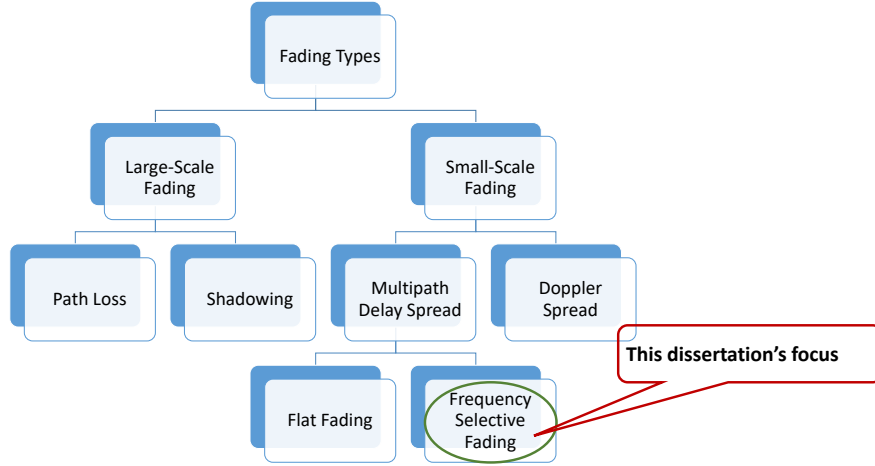 Fading Types
Large-Scale
Fading
Small-Scale
Fading
Path Loss
Shadowing
Multipath
Delay Spread
Doppler
Spread
This dissertation’s focus
Flat Fading
Frequency
Selective
Fading